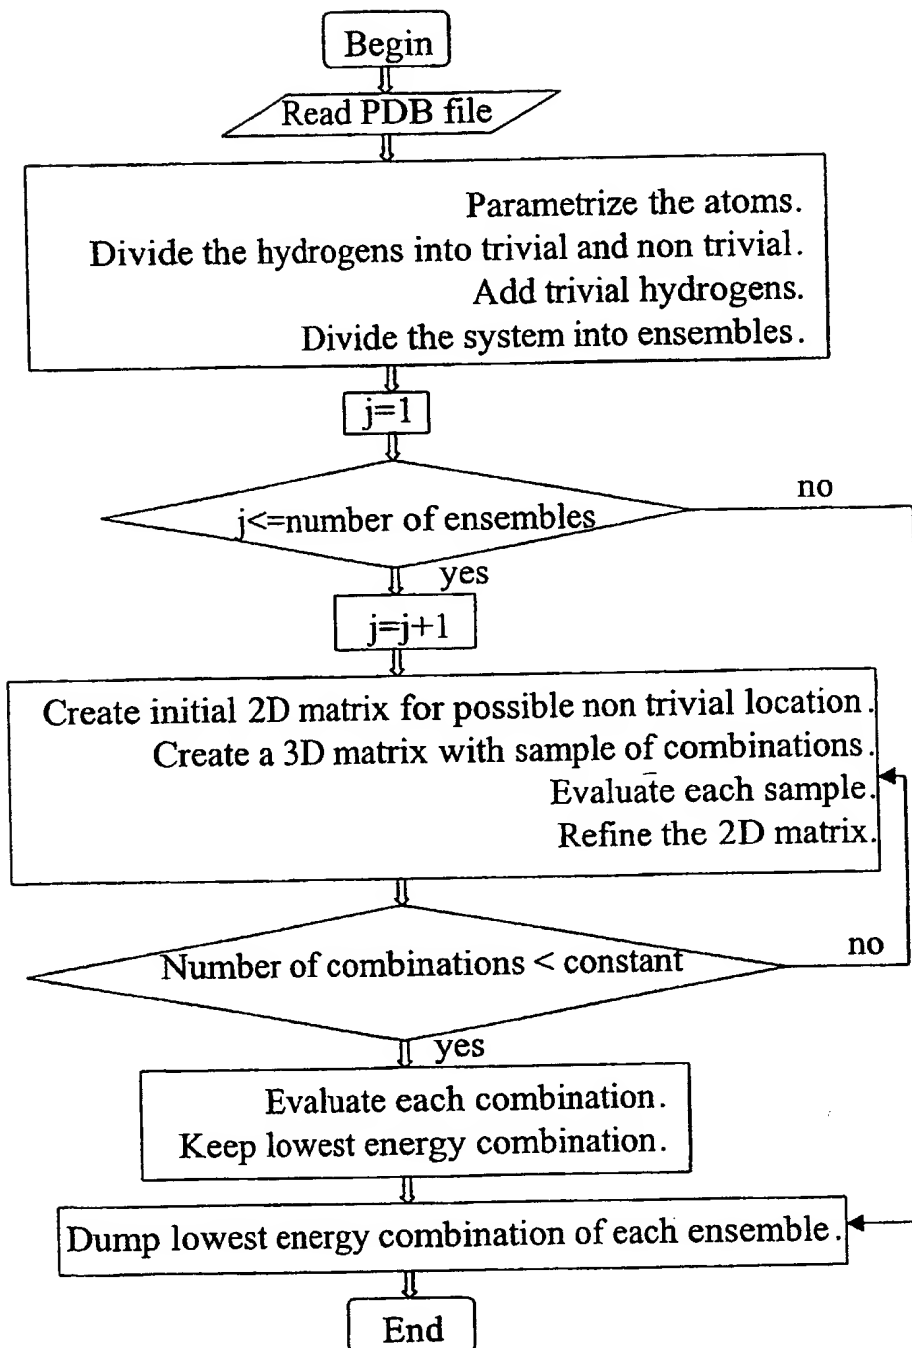 Begin
Read PDB file
Parametrize the atoms.
Divide the hydrogens into trivial and non trivial.
Add trivial hydrogens.
Divide the system into ensembles.
j=1
no
j<=number of ensembles
yes
j=j+1
Create initial 2D matrix for possible non trivial location.
Create a 3D matrix with sample of combinations.
Evaluate each sample.
Refine the 2D matrix.
no
Number of combinations < constant
yes
Evaluate each combination.
Keep lowest energy combination.
Dump lowest energy combination of each ensemble.
End